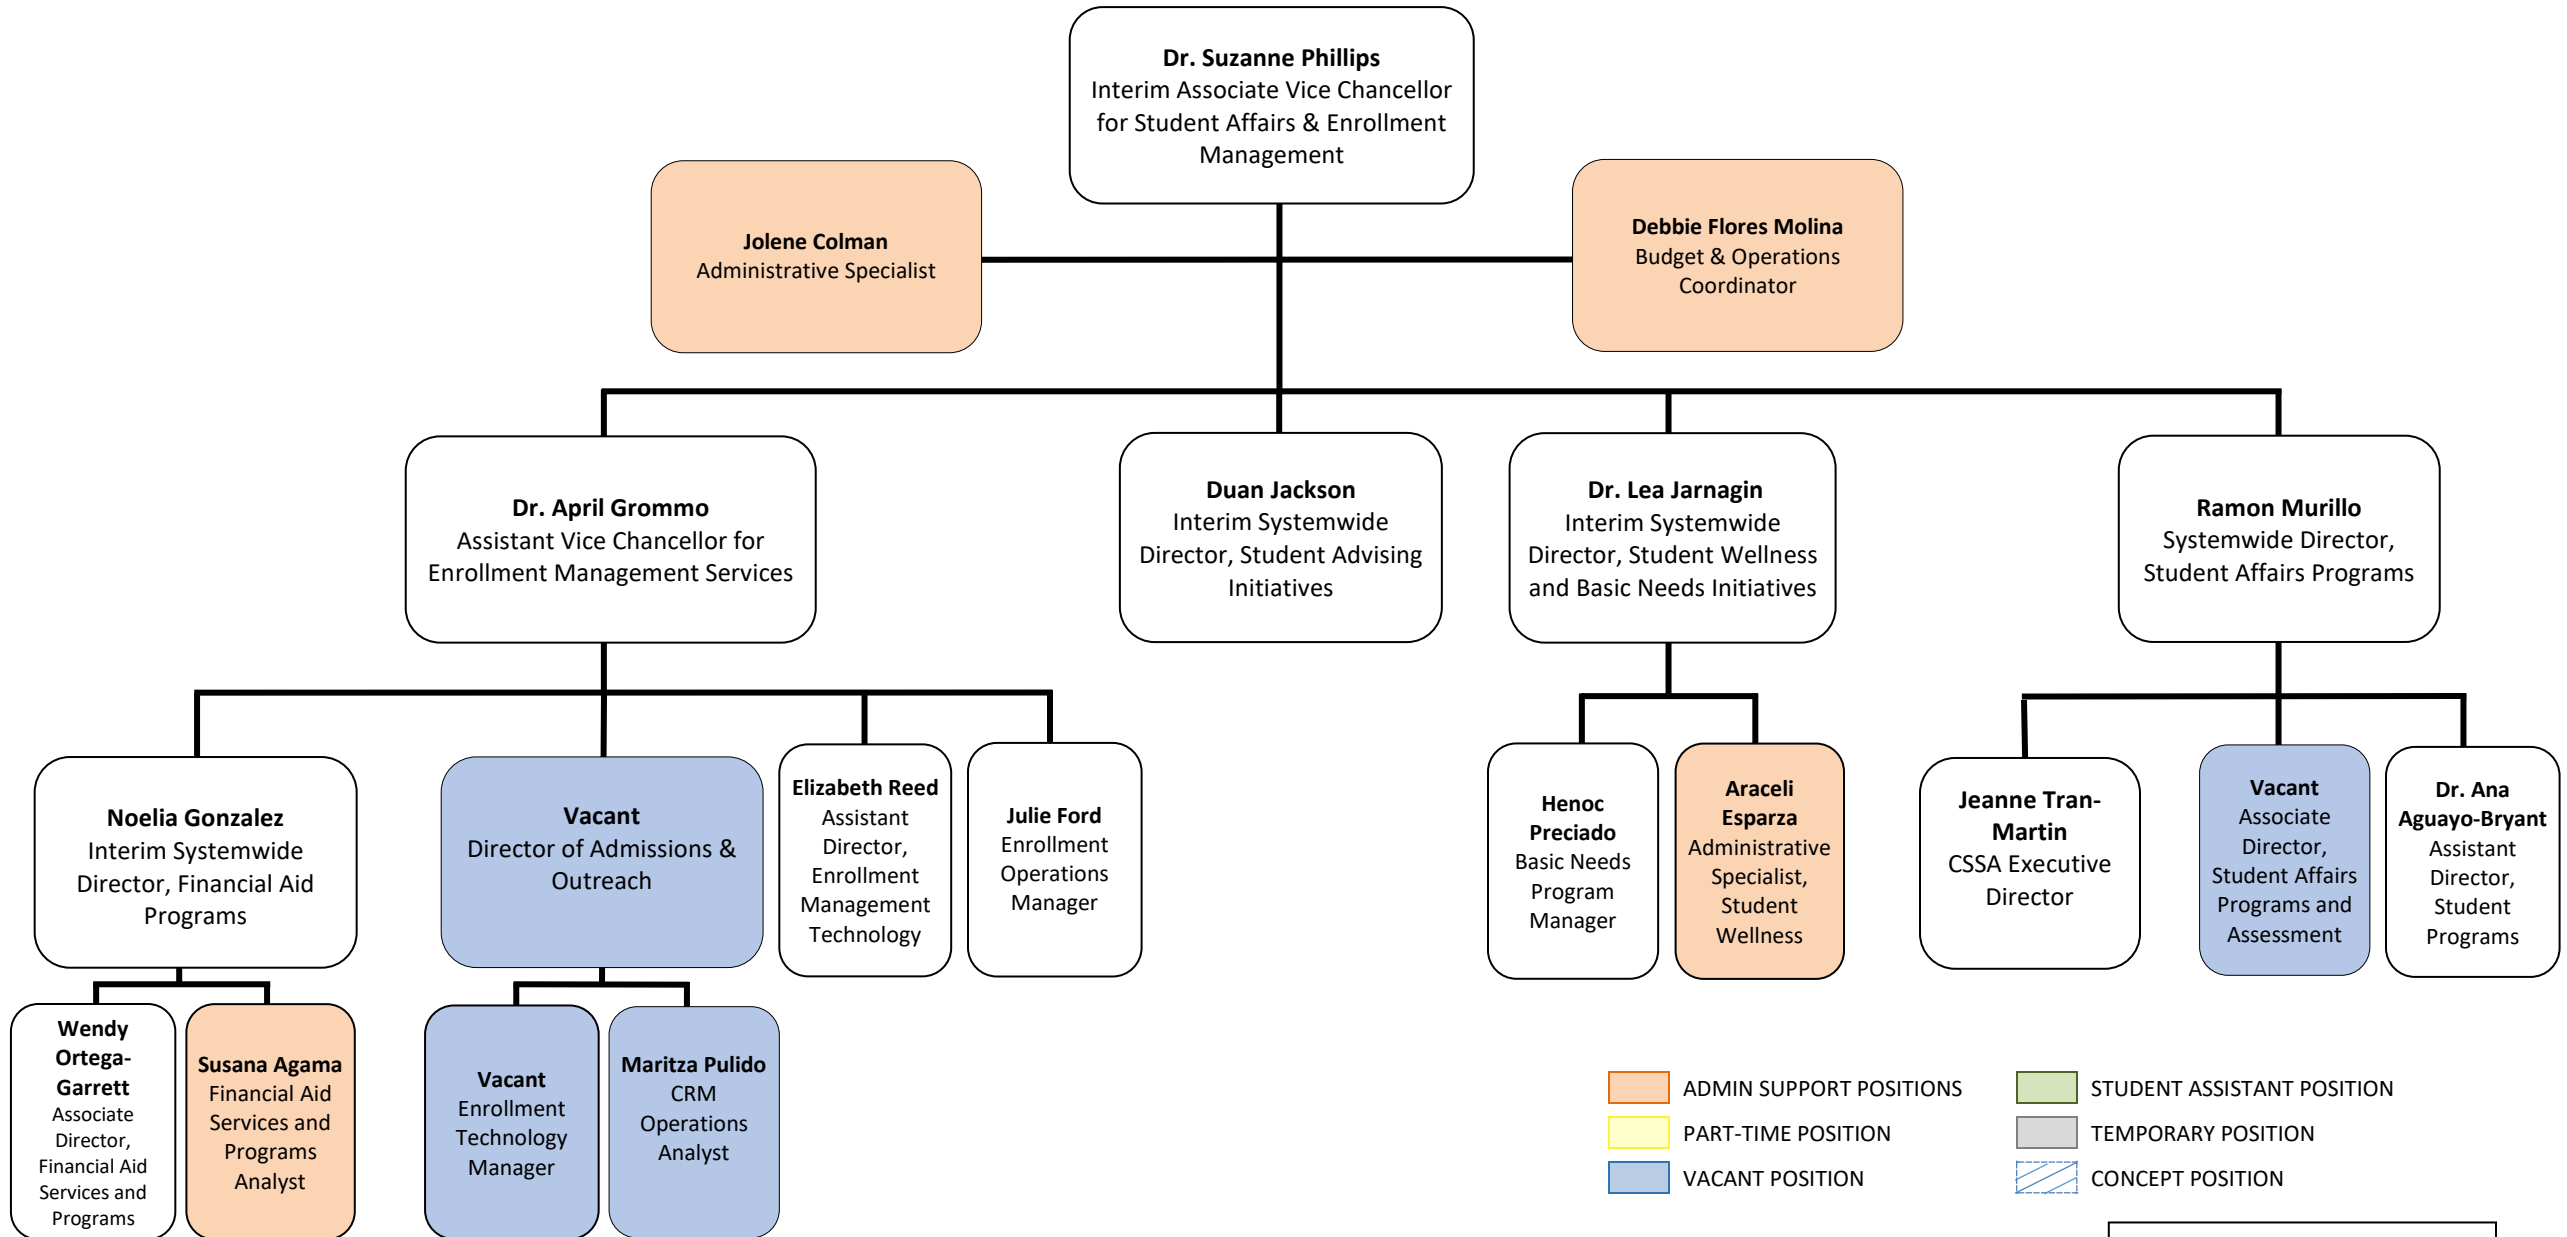 Dr. Suzanne Phillips
Interim Associate Vice Chancellor
for Student Affairs & Enrollment
Management
Jolene Colman
Administrative Specialist
Debbie Flores Molina
Budget & Operations
Coordinator
Dr. April Grommo
Assistant Vice Chancellor for
Enrollment Management Services
Duan Jackson
Interim Systemwide
Director, Student Advising
Initiatives
Dr. Lea Jarnagin
Interim Systemwide
Director, Student Wellness
and Basic Needs Initiatives
Ramon Murillo
Systemwide Director,
Student Affairs Programs
Noelia Gonzalez
Interim Systemwide
Director, Financial Aid
Programs
Vacant
Director of Admissions &
Outreach
Elizabeth Reed
Assistant
Director,
Enrollment
Management
Technology
Julie Ford
Enrollment
Operations
Manager
Henoc
Preciado
Basic Needs
Program
Manager
Araceli
Esparza
Administrative
Specialist,
Student
Wellness
Jeanne Tran-
Martin
CSSA Executive
Director
Vacant
Associate
Director,
Student Affairs
Programs and
Assessment
Dr. Ana
Aguayo-Bryant
Assistant
Director,
Student
Programs
Wendy
Ortega-
Garrett
Associate
Director,
Financial Aid
Services and
Programs
Susana Agama
Financial Aid
Services and
Programs
Analyst
Vacant
Enrollment
Technology
Manager
Maritza Pulido
CRM
Operations
Analyst
ADMIN SUPPORT POSITIONS
STUDENT ASSISTANT POSITION
PART-TIME POSITION
TEMPORARY POSITION
VACANT POSITION
CONCEPT POSITION